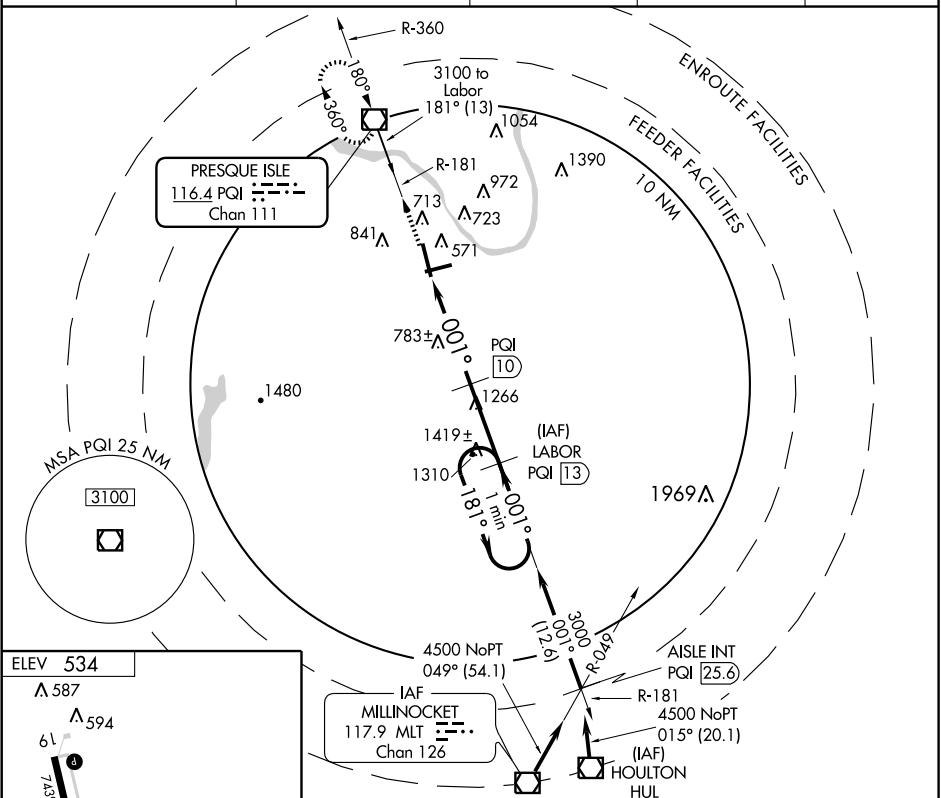 R-360
180°
360°
3100 to
Labor
181° (13)
R-181
ENROUTE FACILITIES
FEEDER FACILITIES
10 NM
PRESQUE ISLE
116.4 PQI
Chan 111
1054
1390
972
713
723
841
571
783±
001°
PQI
10
1480
1266
1419±
1310
(IAF)
LABOR
PQI 13
181°
1 min
001°
1969
MSA PQI 25 NM
3100
3000
001°
(12.6)
R-049
4500 NoPT
049° (54.1)
AISLE INT
PQI 25.6
R-181
4500 NoPT
015° (20.1)
IAF
MILLINOCKET
117.9 MLT
Chan 126
(IAF)
HOULTON
HUL
ELEV 534
587
594
19
P